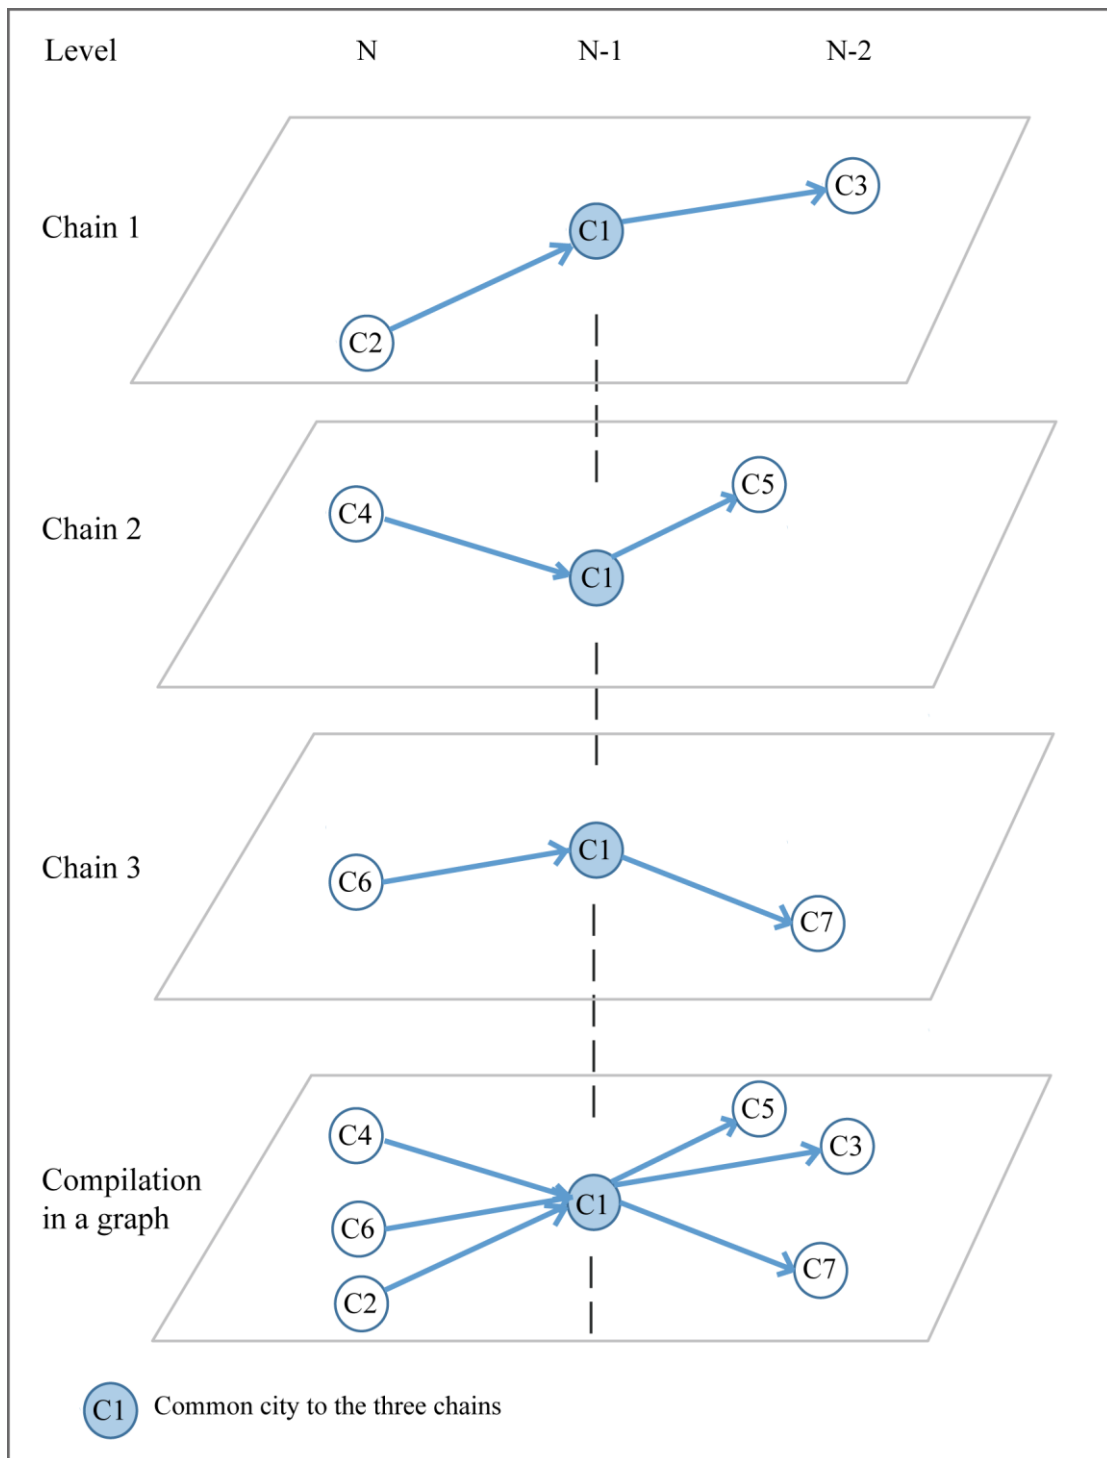 Level N N-1 N-2
Chain 1
C3
C1
C2
Chain 2
C5
C4
C1
Chain 3
C1
C6
C7
Compilation
in a graph
C5
C4
C3
C1
C6
C7
C2
C1 Common city to the three chains